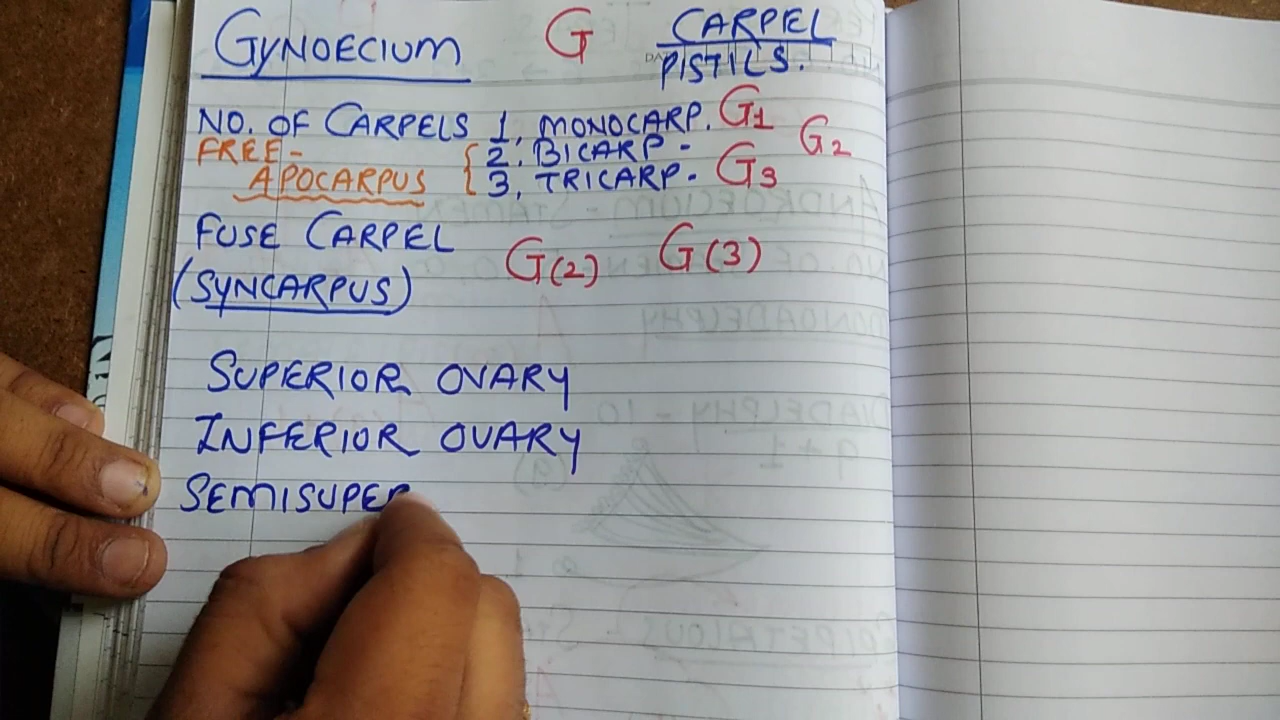 GYNOECIUM G CARPEL
PISTILS.
NO. OF CARPELS 1, MONOCARP. G1
FREE- 2. BICARP - G2
APOCARPUS 3, TRICARP. G3
FUSE CARPEL G(2) G(3)
(SYNCARPUS)
SUPERIOR OVARY
INFERIOR OVARY
SEMISUPER